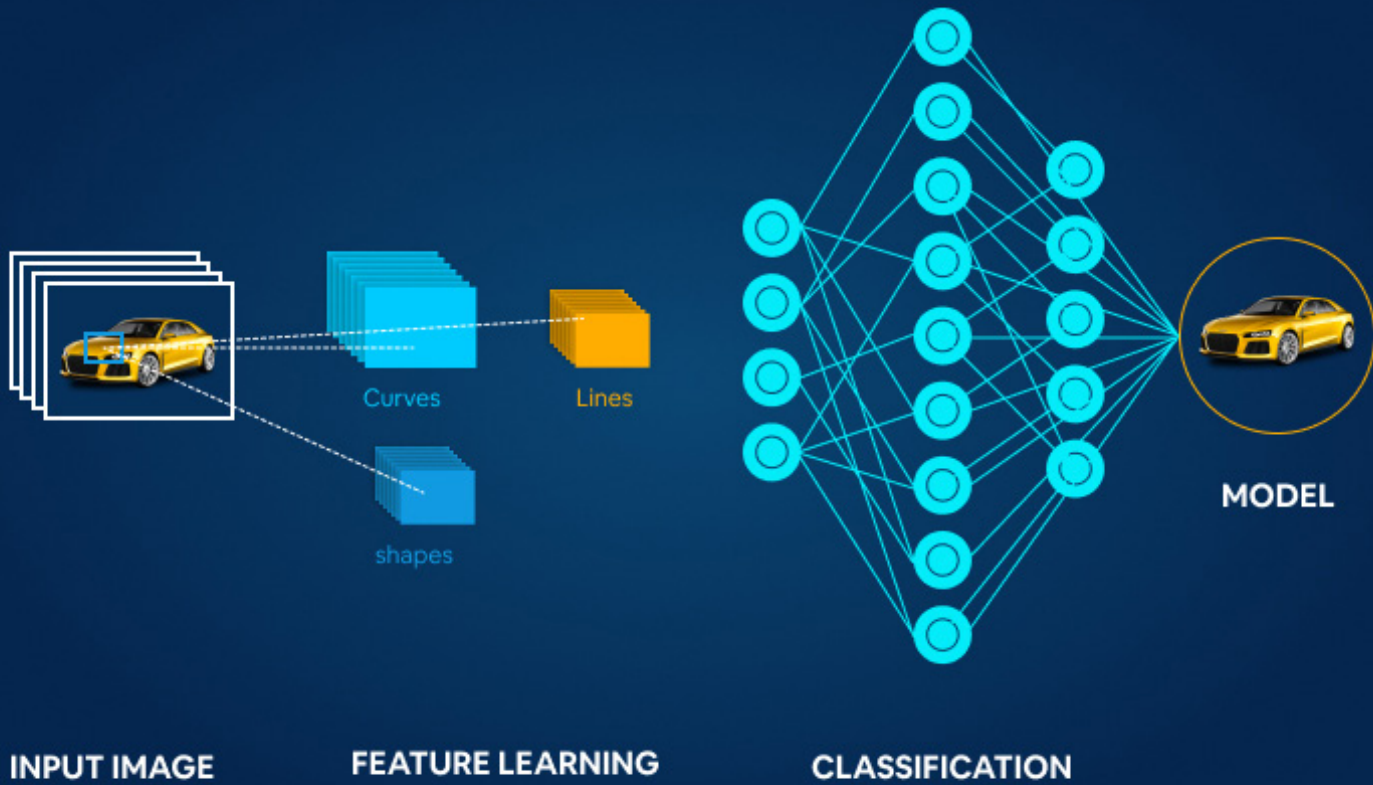 Curves
Lines
shapes
MODEL
INPUT IMAGE
FEATURE LEARNING
CLASSIFICATION